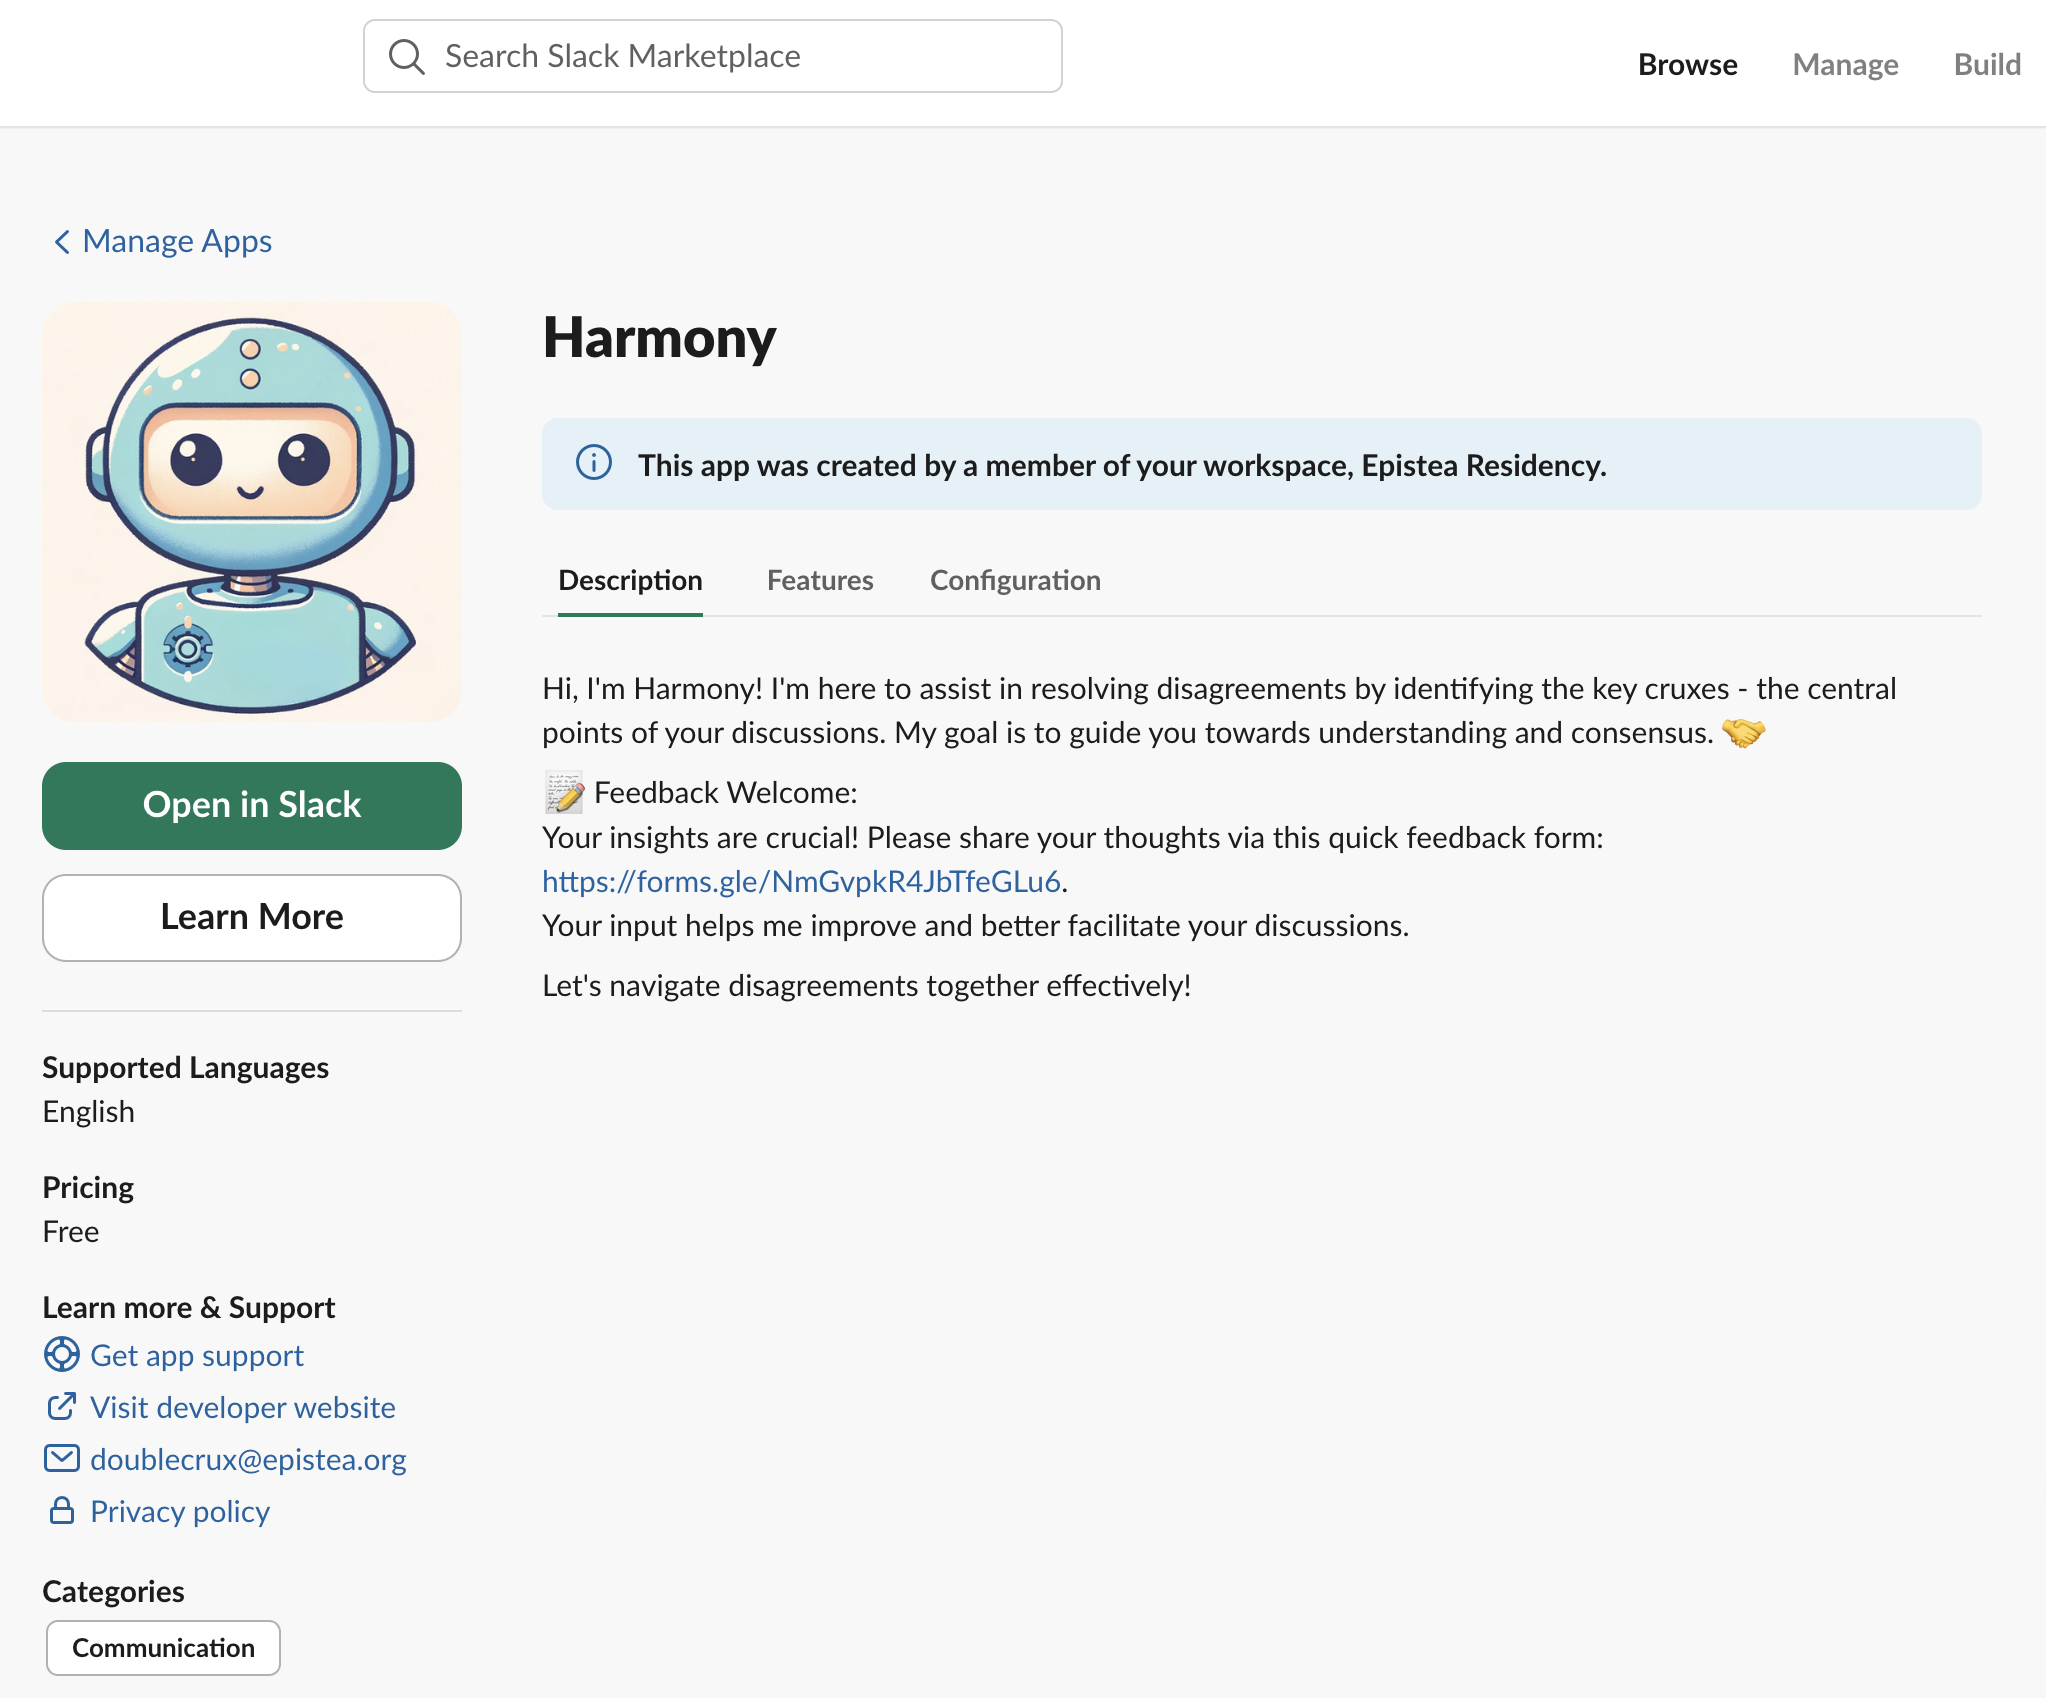 Search Slack Marketplace
Browse
Manage
Build
Manage Apps
Harmony
This app was created by a member of your workspace, Epistea Residency.
Description
Features
Configuration
Hi, I'm Harmony! I'm here to assist in resolving disagreements by identifying the key cruxes - the central
points of your discussions. My goal is to guide you towards understanding and consensus. 🤝
📝 Feedback Welcome:
Your insights are crucial! Please share your thoughts via this quick feedback form:
https://forms.gle/NmGvpkR4JbTfeGLu6.
Your input helps me improve and better facilitate your discussions.
Let's navigate disagreements together effectively!
Open in Slack
Learn More
Supported Languages
English
Pricing
Free
Learn more & Support
Get app support
Visit developer website
doublecrux@epistea.org
Privacy policy
Categories
Communication